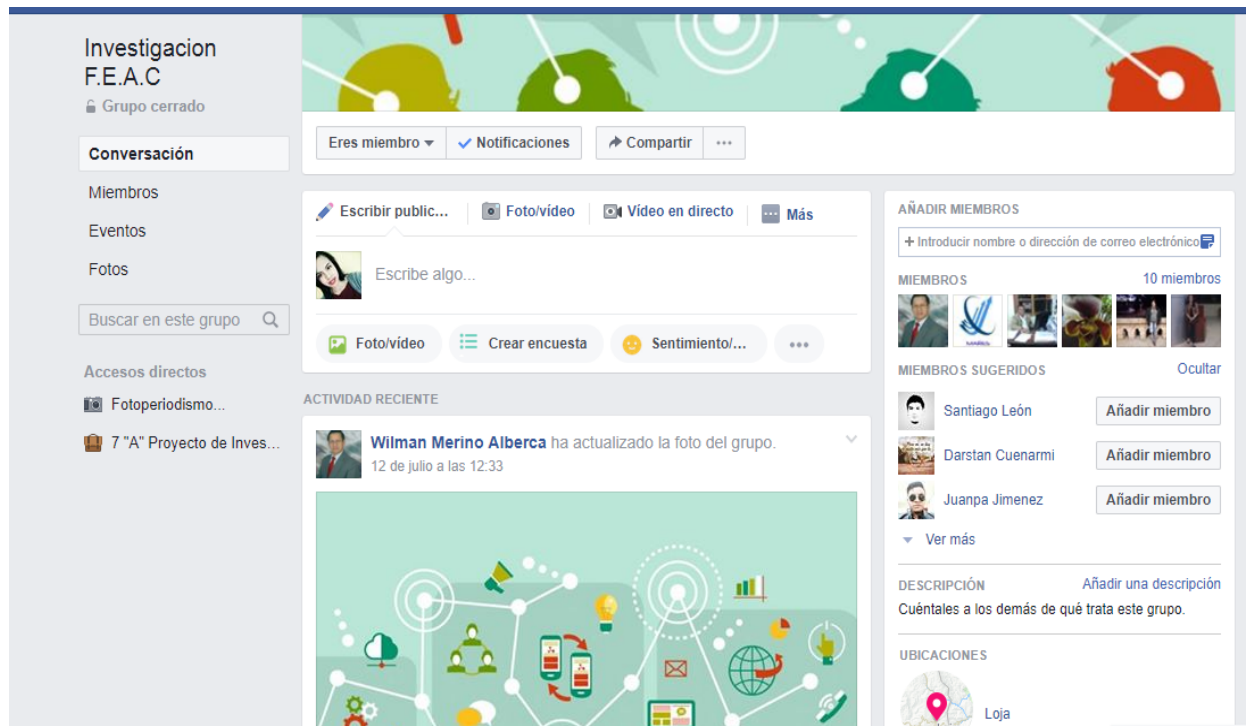 Investigacion
F.E.A.C
Grupo cerrado
Conversación
Miembros
Eventos
Fotos
Buscar en este grupo
Accesos directos
Fotoperiodismo...
7 "A" Proyecto de Inves...
Eres miembro
Notificaciones
Compartir
Escribir public...
Foto/vídeo
Vídeo en directo
Más
Escribe algo...
Foto/vídeo
Crear encuesta
Sentimiento/...
ACTIVIDAD RECIENTE
Wilman Merino Alberca ha actualizado la foto del grupo.
12 de julio a las 12:33
AÑADIR MIEMBROS
+ Introducir nombre o dirección de correo electrónico
MIEMBROS 10 miembros
MIEMBROS SUGERIDOS Ocultar
Santiago León Añadir miembro
Darstan Cuenarmi Añadir miembro
Juanpa Jimenez Añadir miembro
Ver más
DESCRIPCIÓN Añadir una descripción
Cuéntales a los demás de qué trata este grupo.
UBICACIONES
Loja